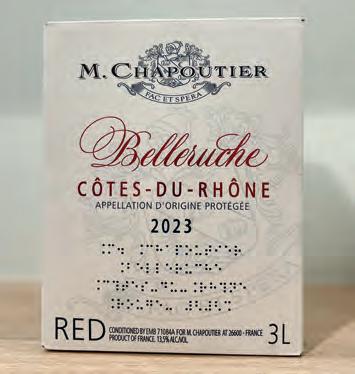 M. CHAPOUTIER
FAC ET SPERA
Belleruche
CÔTES-DU-RHÔNE
APPELLATION D'ORIGINE PROTÉGÉE
2023
RED
CONDITIONED BY EMB 71084A FOR M. CHAPOUTIER AT 26600 - FRANCE
PRODUCT OF FRANCE. 13.5% ALC./VOL.
3L